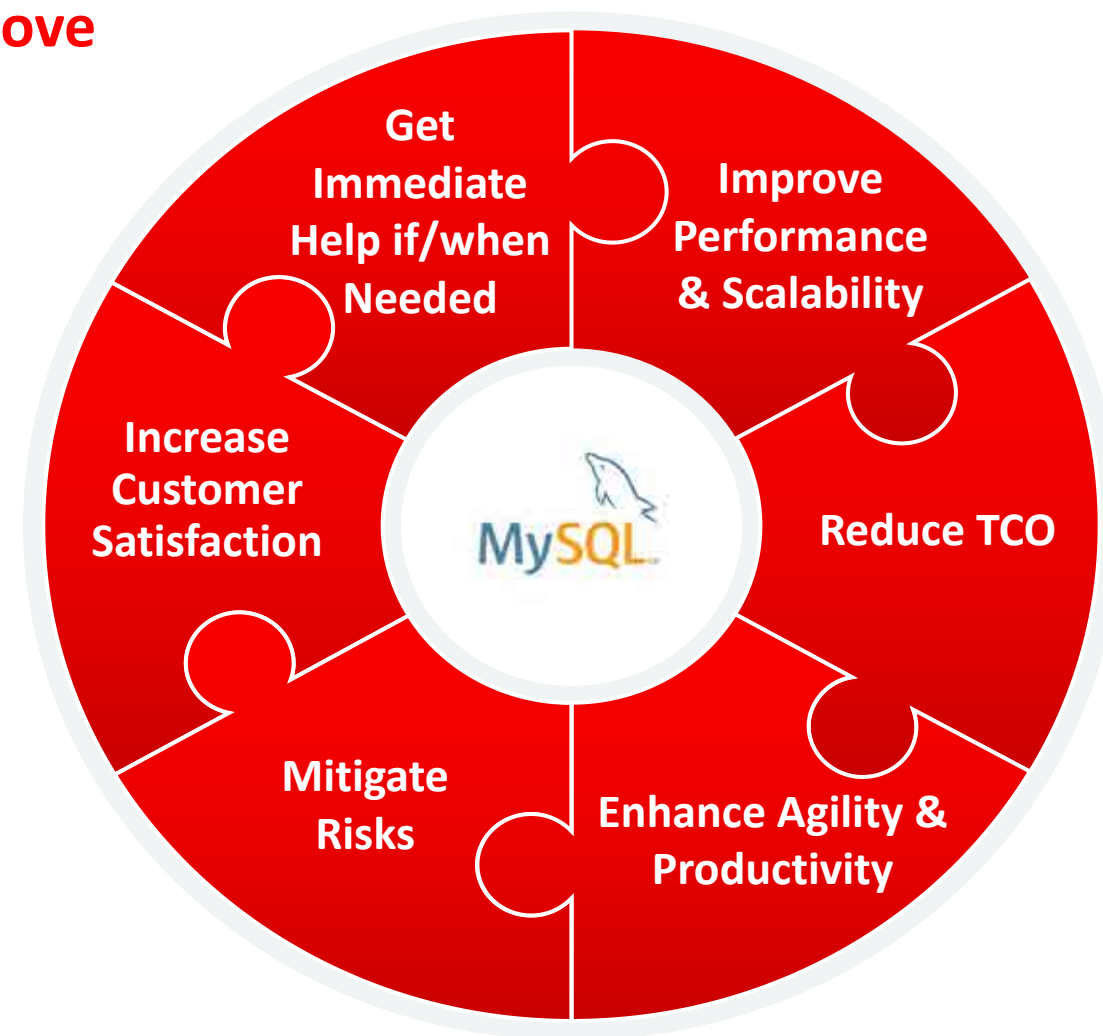 ove
Get
Immediate
Help if/when
Needed
Improve
Performance
& Scalability
Increase
Customer
Satisfaction
MySQL
Reduce TCO
Mitigate
Risks
Enhance Agility &
Productivity